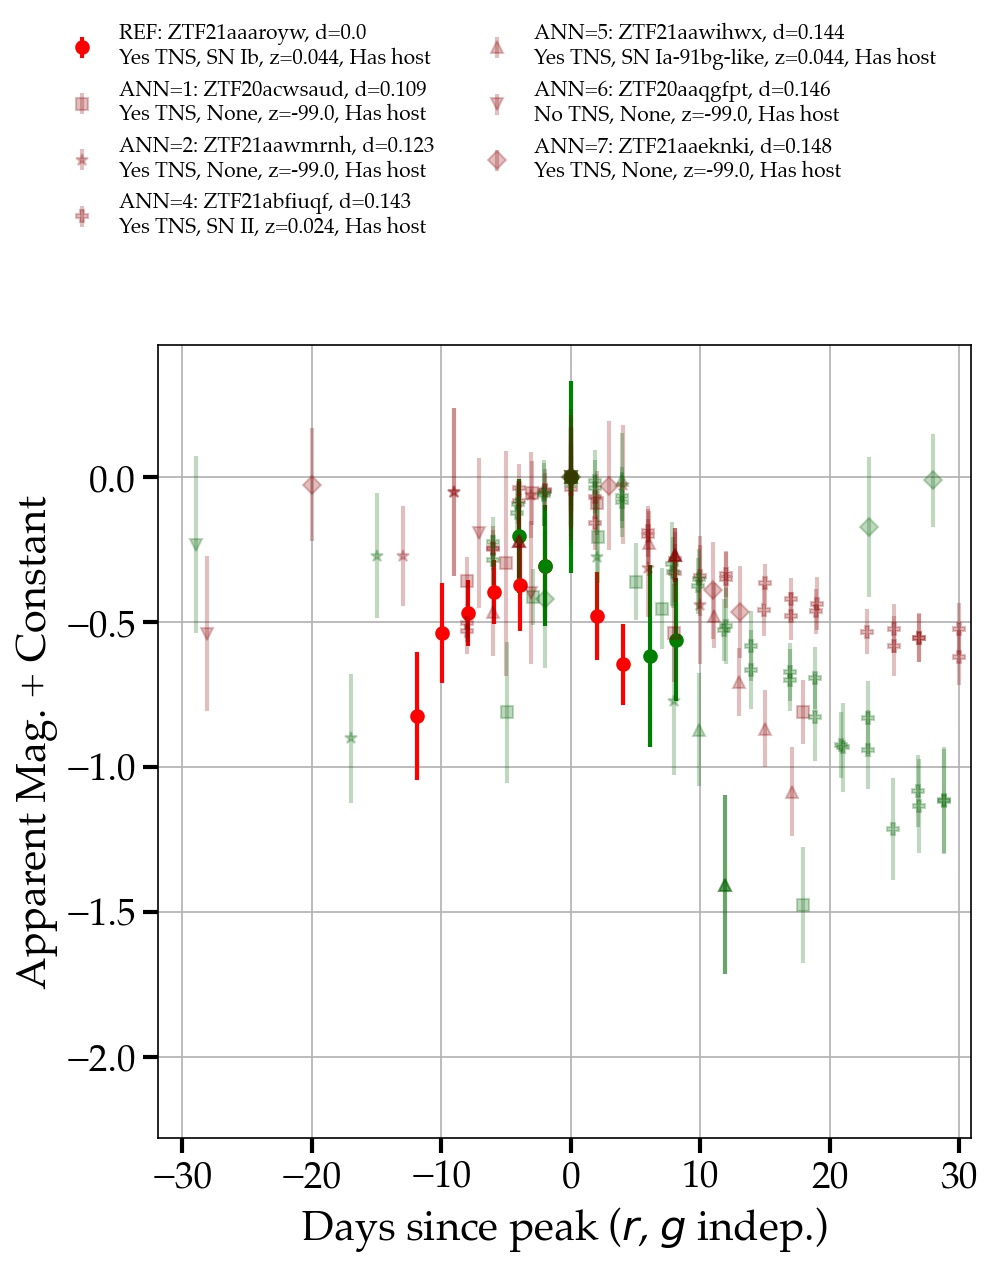 REF: ZTF21aaaroyw, d=0.0
Yes TNS, SN Ib, z=0.044, Has host
ANN=1: ZTF20acwsaud, d=0.109
Yes TNS, None, z=-99.0, Has host
ANN=2: ZTF21aawmrnh, d=0.123
Yes TNS, None, z=-99.0, Has host
ANN=4: ZTF21abfiuqf, d=0.143
Yes TNS, SN II, z=0.024, Has host
ANN=5: ZTF21aawihwx, d=0.144
Yes TNS, SN Ia-91bg-like, z=0.044, Has host
ANN=6: ZTF20aaqgfpt, d=0.146
No TNS, None, z=-99.0, Has host
ANN=7: ZTF21aaeknki, d=0.148
Yes TNS, None, z=-99.0, Has host
Apparent Mag. + Constant
0.0
−0.5
−1.0
−1.5
−2.0
−30 −20 −10 0 10 20 30
Days since peak (r, g indep.)